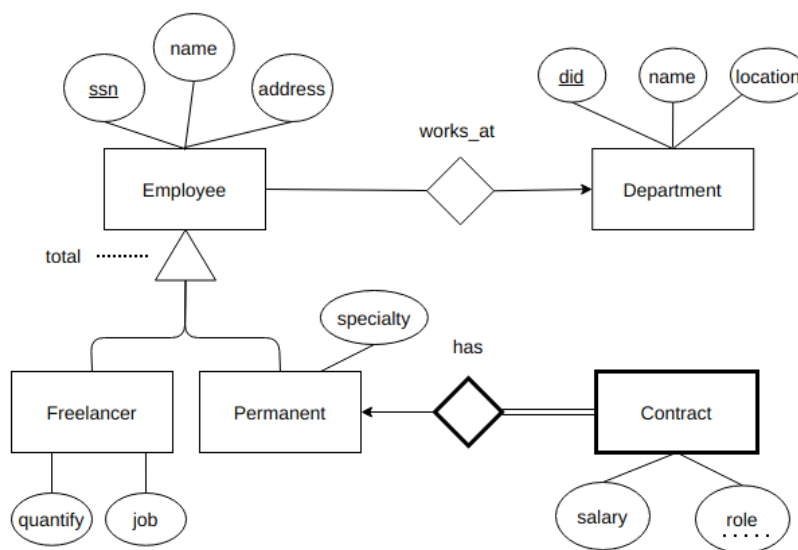 name
ssn
address
did
name
location
works_at
Employee
Department
total
specialty
has
Freelancer
Permanent
Contract
quantify
job
salary
role